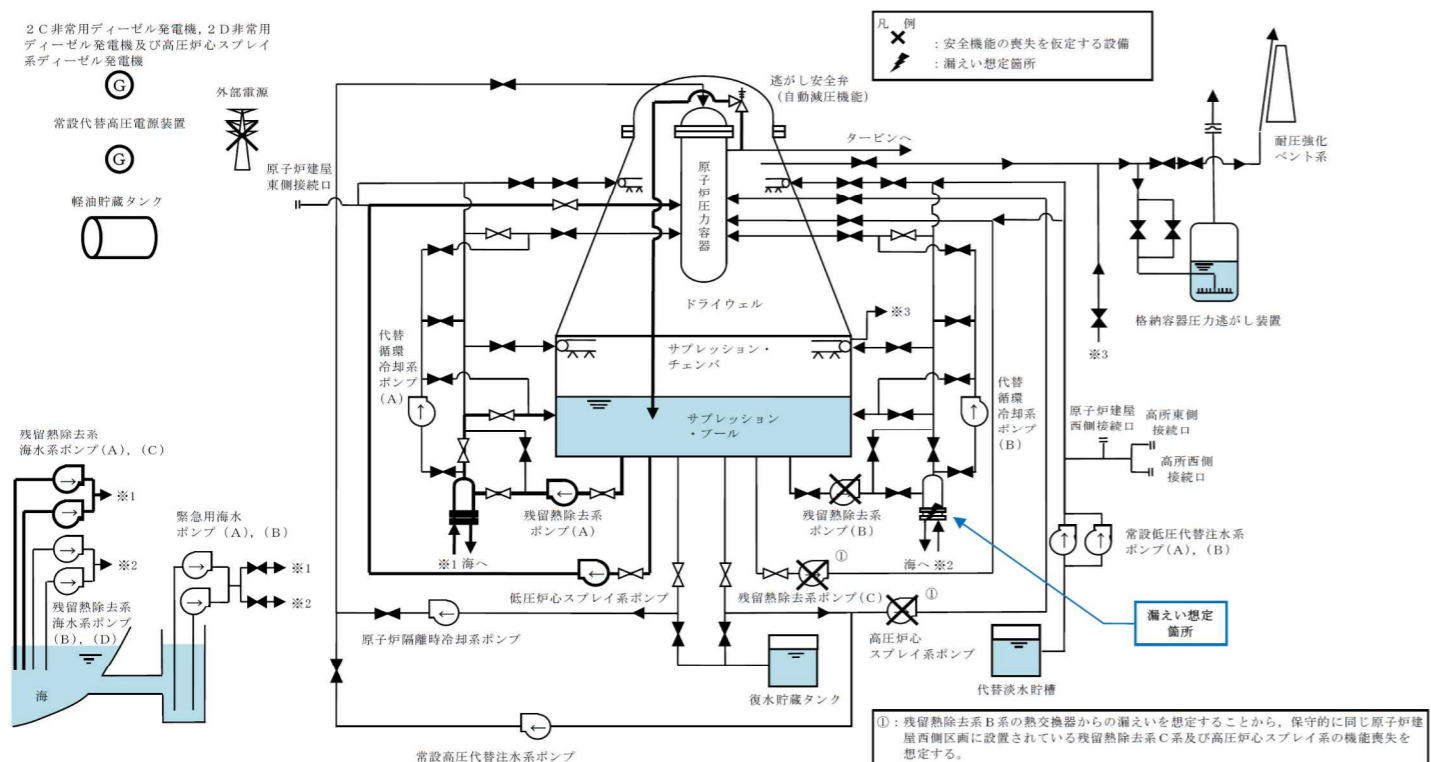 2C非常用ディーゼル発電機,2D非常用
ディーゼル発電機及び高圧炉心スプレイ
系ディーゼル発電機
G
外部電源
常設代替高圧電源装置
G
軽油貯蔵タンク
原子炉建屋
東側接続口
凡 例
:安全機能の喪失を仮定する設備
:漏えい想定箇所
逃がし安全弁
(自動減圧機能)
タービンへ
原子炉圧力容器
耐圧強化
ベント系
格納容器圧力逃がし装置
※3
ドライウェル
※3
サプレッション・
チェンバ
サプレッション
・プール
代替
循環
冷却系
ポンプ
(A)
代替
循環
冷却系
ポンプ
(B)
原子炉建屋
西側接続口
高所東側
接続口
高所西側
接続口
残留熱除去系
海水系ポンプ(A),(C)
※1
※2
残留熱除去系
海水系ポンプ
(B),(D)
緊急用海水
ポンプ(A),(B)
※1
※2
海
残留熱除去系
ポンプ(A)
残留熱除去系
ポンプ(B)
※1 海へ
海へ ※2
常設低圧代替注水系
ポンプ(A),(B)
低圧炉心スプレイ系ポンプ
①
残留熱除去系ポンプ(C)
①
原子炉隔離時冷却系ポンプ
高圧炉心
スプレイ系ポンプ
漏えい想定
箇所
復水貯蔵タンク
代替淡水貯槽
常設高圧代替注水系ポンプ
①:残留熱除去系B系の熱交換器からの漏えいを想定することから,保守的に同じ原子炉建
屋西側区画に設置されている残留熱除去系C系及び高圧炉心スプレイ系の機能喪失を
想定する。